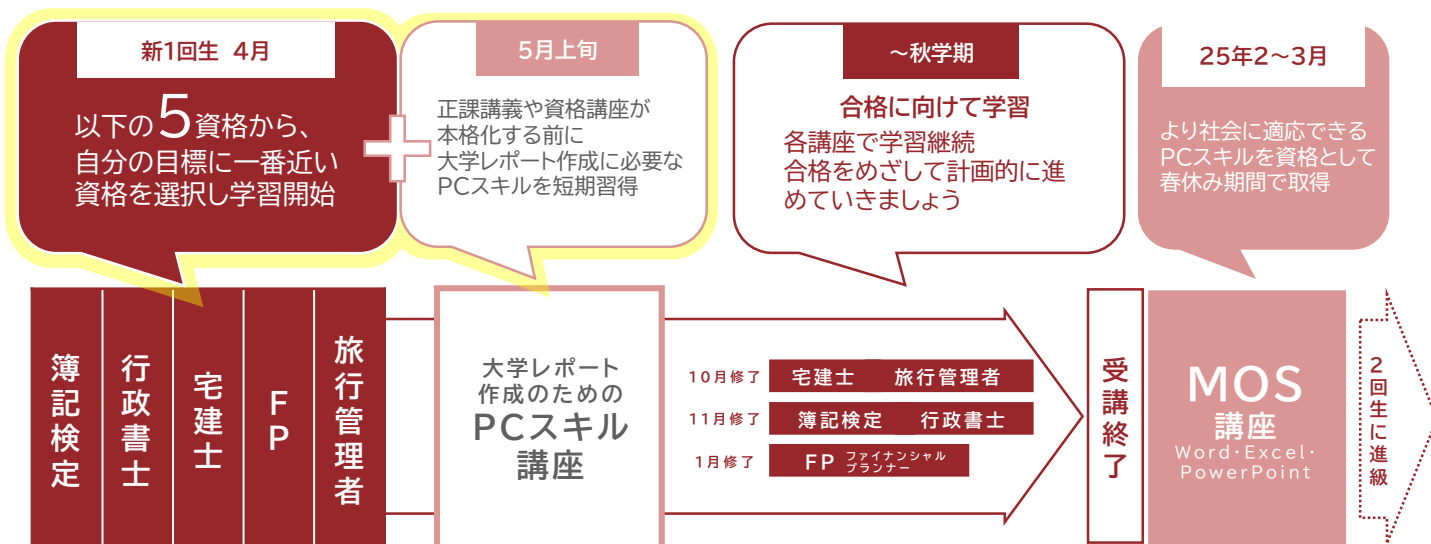 新1回生 4月
以下の5資格から、
自分の目標に一番近い
資格を選択し学習開始
5月上旬
正課講義や資格講座が
本格化する前に
大学レポート作成に必要な
PCスキルを短期習得
～秋学期
合格に向けて学習
各講座で学習継続
合格をめざして計画的に進
めていきましょう
25年2～3月
より社会に適応できる
PCスキルを資格として
春休み期間で取得
簿記検定
行政書士
宅建士
FP
旅行管理者
大学レポート
作成のための
PCスキル
講座
10月修了 宅建士 旅行管理者
11月修了 簿記検定 行政書士
1月修了 FP ファイナンシャル
プランナー
受講終了
MOS
講座
Word・Excel・
PowerPoint
2回生に進級